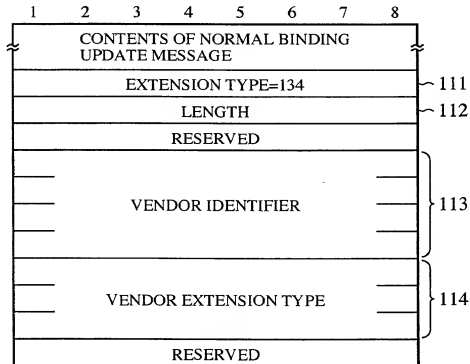 1 2 3 4 5 6 7 8
CONTENTS OF NORMAL BINDING
UPDATE MESSAGE
EXTENSION TYPE=134 111
LENGTH 112
RESERVED
VENDOR IDENTIFIER 113
VENDOR EXTENSION TYPE 114
RESERVED